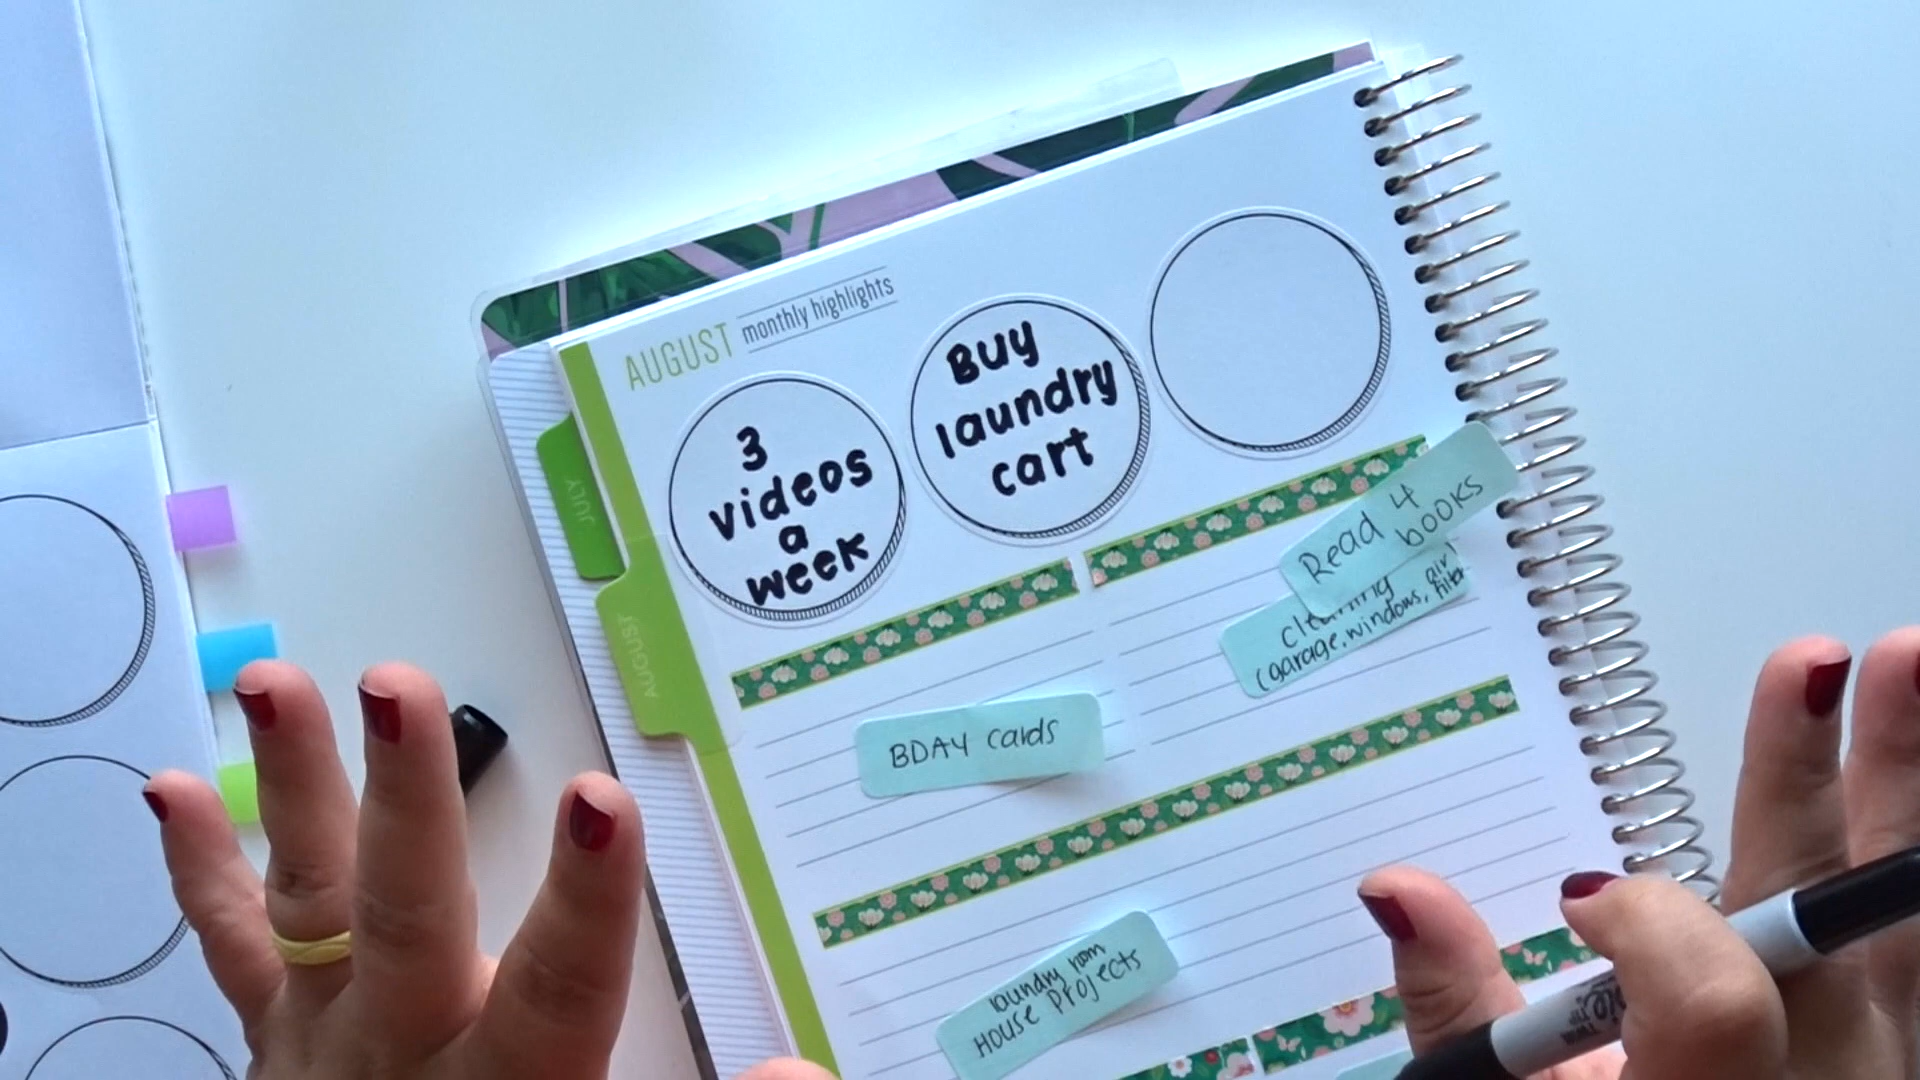 AUGUST monthly highlights
3
videos
a
week
Buy
laundry
cart
JULY
AUGUST
Read 4
books
cleaning
(garage, windows, air filter
BDAY cards
laundry room
House Projects